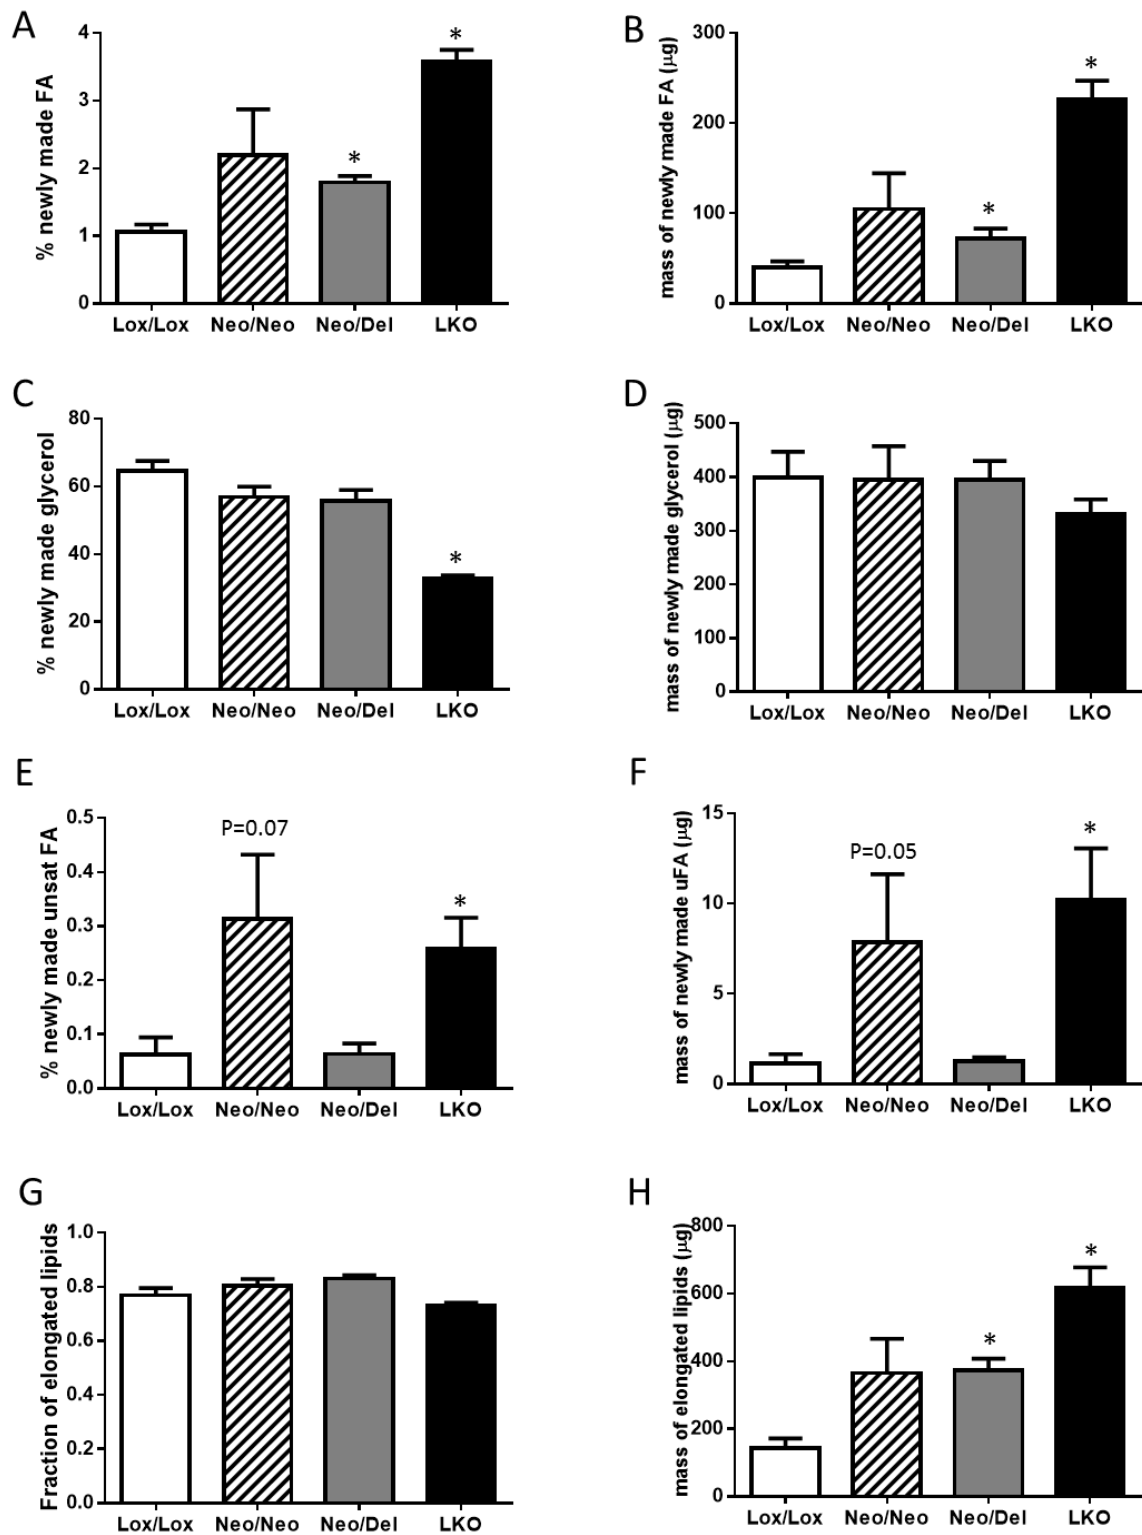 A
% newly made FA
4
3
2
1
0
*
*
Lox/Lox Neo/Neo Neo/Del LKO
B
mass of newly made FA (μg)
300
200
100
0
*
*
Lox/Lox Neo/Neo Neo/Del LKO
C
% newly made glycerol
80
60
40
20
0
*
Lox/Lox Neo/Neo Neo/Del LKO
D
mass of newly made glycerol (μg)
500
400
300
200
100
0
Lox/Lox Neo/Neo Neo/Del LKO
E
% newly made unsat FA
0.5
0.4
0.3
0.2
0.1
0.0
P=0.07
*
Lox/Lox Neo/Neo Neo/Del LKO
F
mass of newly made uFA (μg)
15
10
5
0
P=0.05
*
Lox/Lox Neo/Neo Neo/Del LKO
G
Fraction of elongated lipids
1.0
0.8
0.6
0.4
0.2
0.0
Lox/Lox Neo/Neo Neo/Del LKO
H
mass of elongated lipids (μg)
800
600
400
200
0
*
*
Lox/Lox Neo/Neo Neo/Del LKO